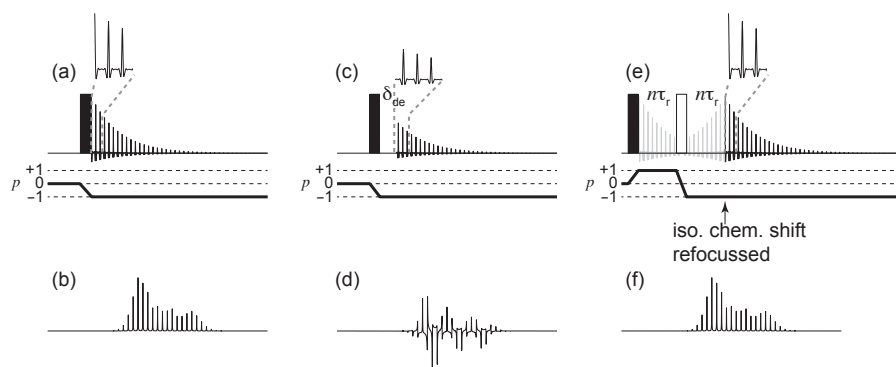 (a)
(c)
(e)
δde
nτr
nτr
p
+1
0
−1
p
+1
0
−1
p
+1
0
−1
iso. chem. shift
refocussed
(b)
(d)
(f)